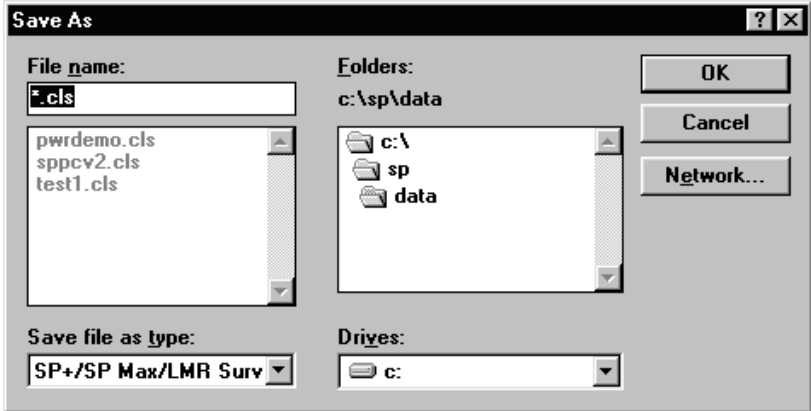 Save As
File name:
*.cls
pwrdemo.cls
sppcv2.cls
test1.cls
Save file as type:
SP+/SP Max/LMR Surv
Folders:
c:\sp\data
c:\
sp
data
Drives:
c:
OK
Cancel
Network...